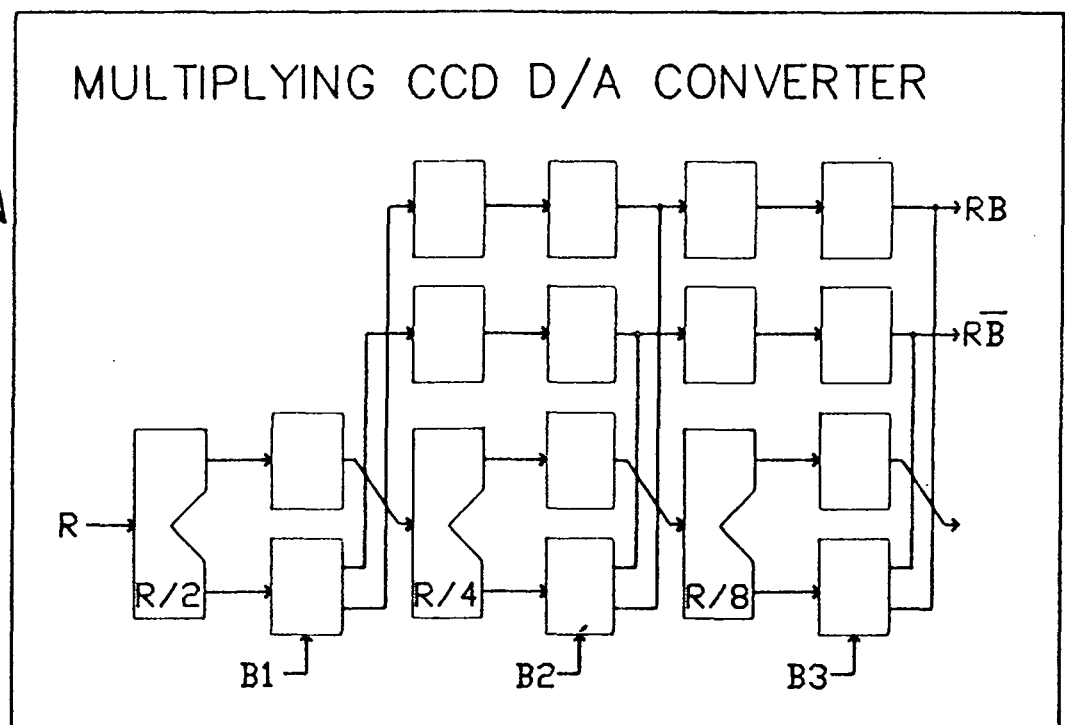 MULTIPLYING CCD D/A CONVERTER
RB
RB̅
R
R/2 R/4 R/8
B1 B2 B3